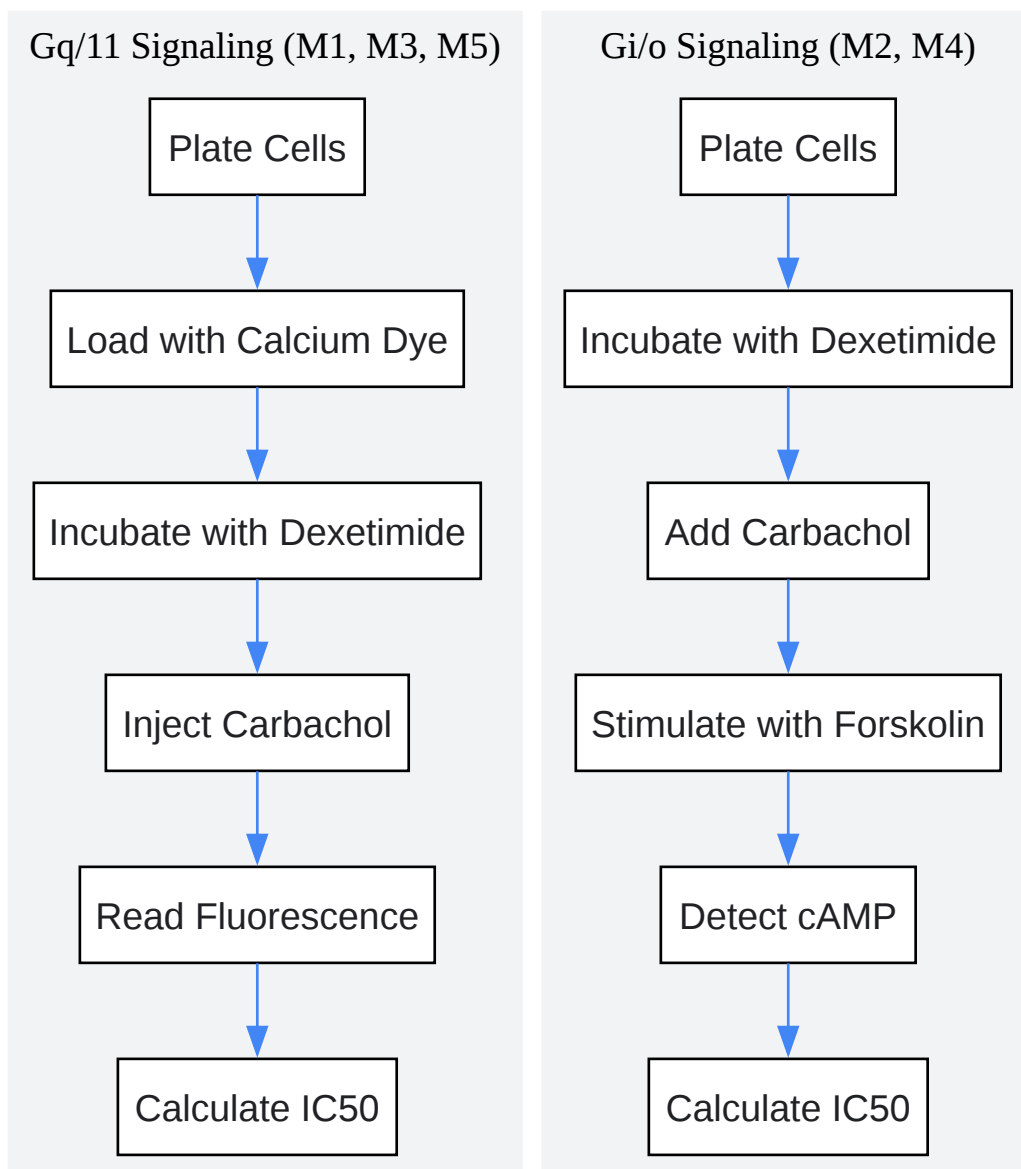 Gq/11 Signaling (M1, M3, M5)
Plate Cells
Load with Calcium Dye
Incubate with Dexetimide
Inject Carbachol
Read Fluorescence
Calculate IC50
Gi/o Signaling (M2, M4)
Plate Cells
Incubate with Dexetimide
Add Carbachol
Stimulate with Forskolin
Detect cAMP
Calculate IC50